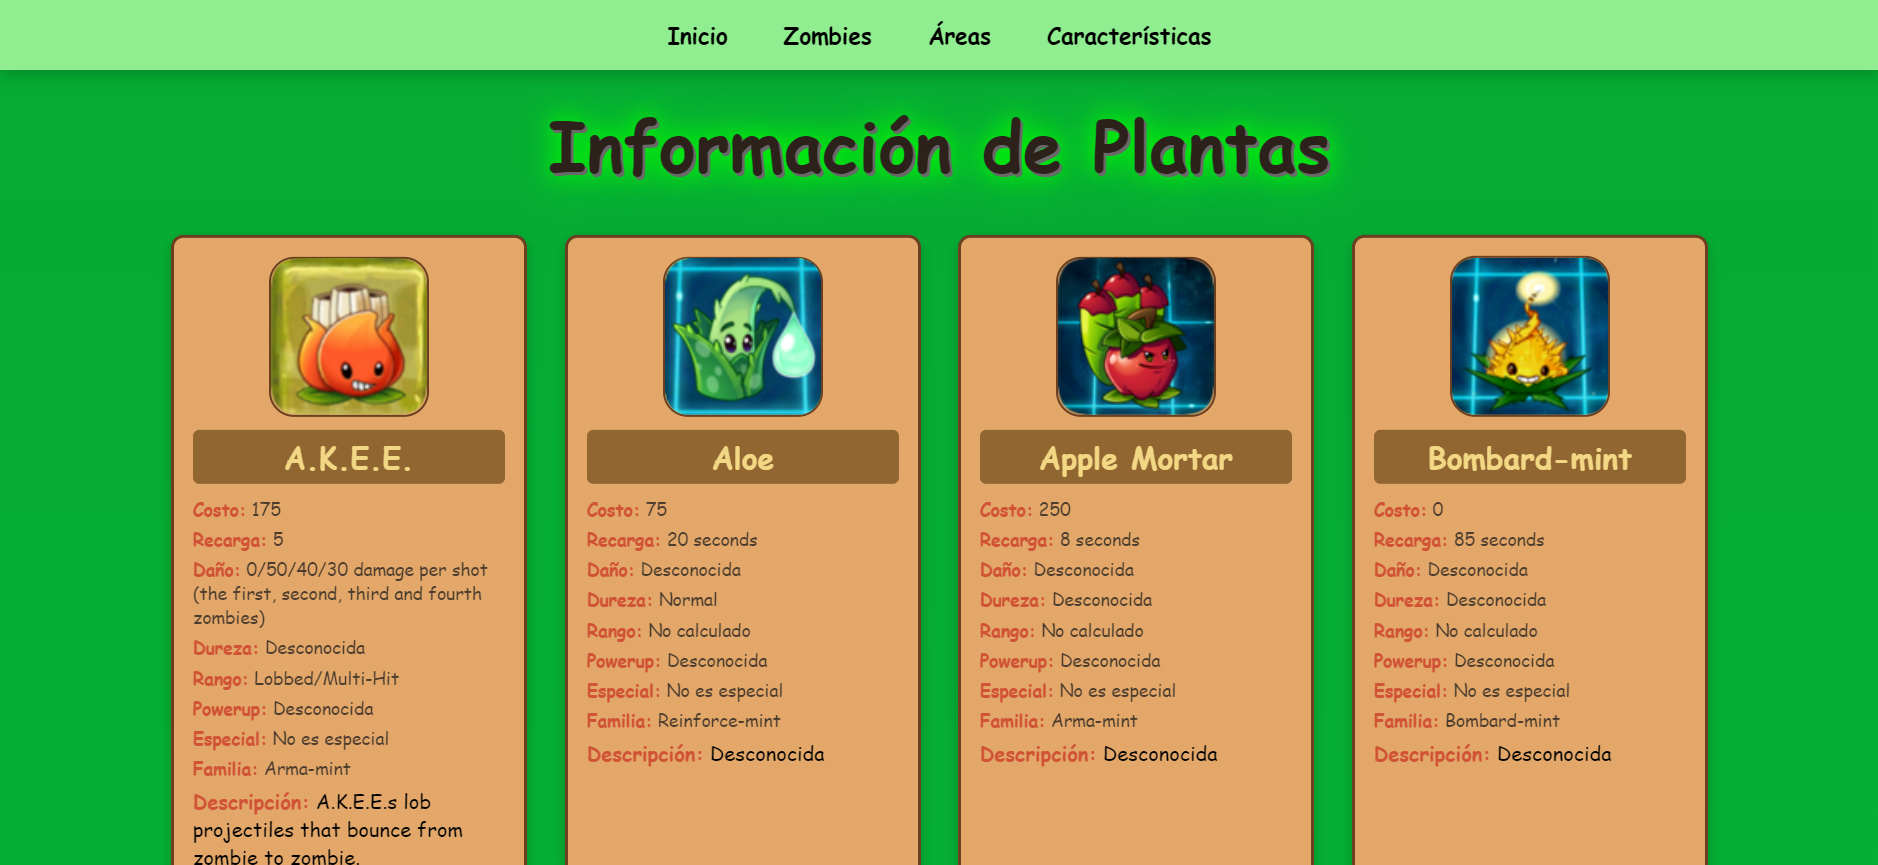 Inicio Zombies Áreas Características
Información de Plantas
A.K.E.E.
Costo: 175
Recarga: 5
Daño: 0/50/40/30 damage per shot
(the first, second, third and fourth
zombies)
Dureza: Desconocida
Rango: Lobbed/Multi-Hit
Powerup: Desconocida
Especial: No es especial
Familia: Arma-mint
Descripción: A.K.E.E.s lob
projectiles that bounce from
zombie to zombie.
Aloe
Costo: 75
Recarga: 20 seconds
Daño: Desconocida
Dureza: Normal
Rango: No calculado
Powerup: Desconocida
Especial: No es especial
Familia: Reinforce-mint
Descripción: Desconocida
Apple Mortar
Costo: 250
Recarga: 8 seconds
Daño: Desconocida
Dureza: Desconocida
Rango: No calculado
Powerup: Desconocida
Especial: No es especial
Familia: Arma-mint
Descripción: Desconocida
Bombard-mint
Costo: 0
Recarga: 85 seconds
Daño: Desconocida
Dureza: Desconocida
Rango: No calculado
Powerup: Desconocida
Especial: No es especial
Familia: Bombard-mint
Descripción: Desconocida